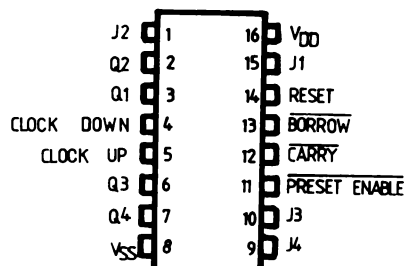 J2 1 16 VDD
Q2 2 15 J1
Q1 3 14 RESET
CLOCK DOWN 4 13 BORROW
CLOCK UP 5 12 CARRY
Q3 6 11 PRESET ENABLE
Q4 7 10 J3
VSS 8 9 J4